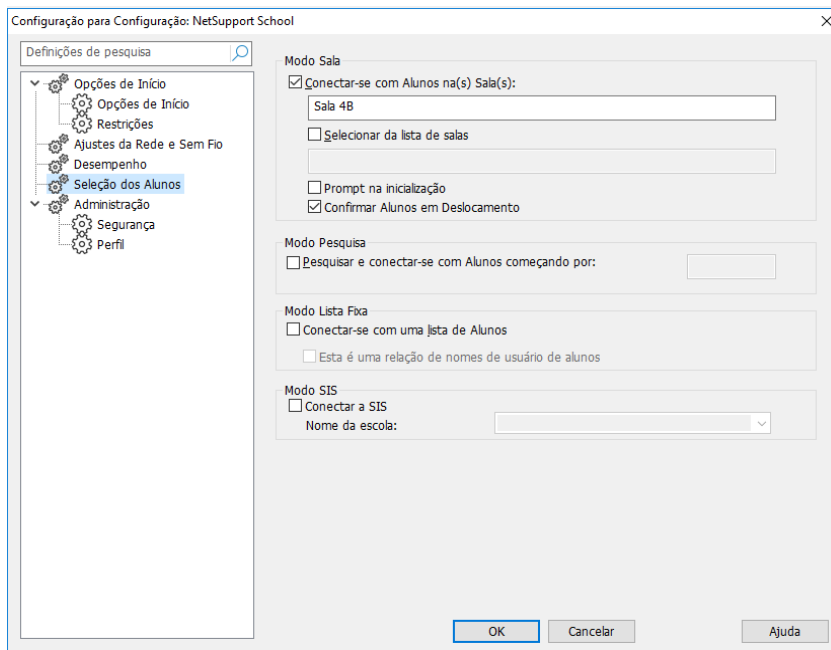 Configuração para Configuração: NetSupport School
Definições de pesquisa
Opções de Início
Opções de Início
Restrições
Ajustes da Rede e Sem Fio
Desempenho
Seleção dos Alunos
Administração
Segurança
Perfil
Modo Sala
Conectar-se com Alunos na(s) Sala(s):
Sala 4B
Selecionar da lista de salas
Prompt na inicialização
Confirmar Alunos em Deslocamento
Modo Pesquisa
Pesquisar e conectar-se com Alunos começando por:
Modo Lista Fixa
Conectar-se com uma lista de Alunos
Esta é uma relação de nomes de usuário de alunos
Modo SIS
Conectar a SIS
Nome da escola:
OK
Cancelar
Ajuda